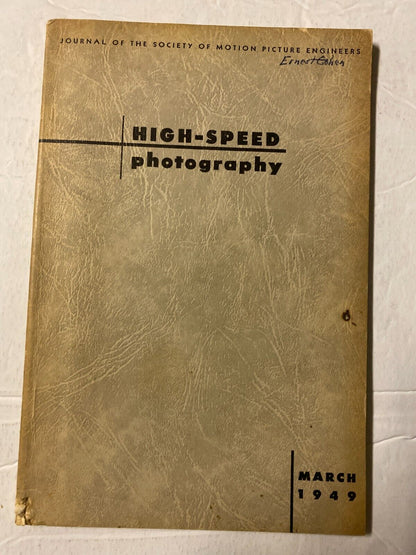 JOURNAL OF THE SOCIETY OF MOTION PICTURE ENGINEERS
Ernest Cohen
HIGH-SPEED
photography
MARCH
1949